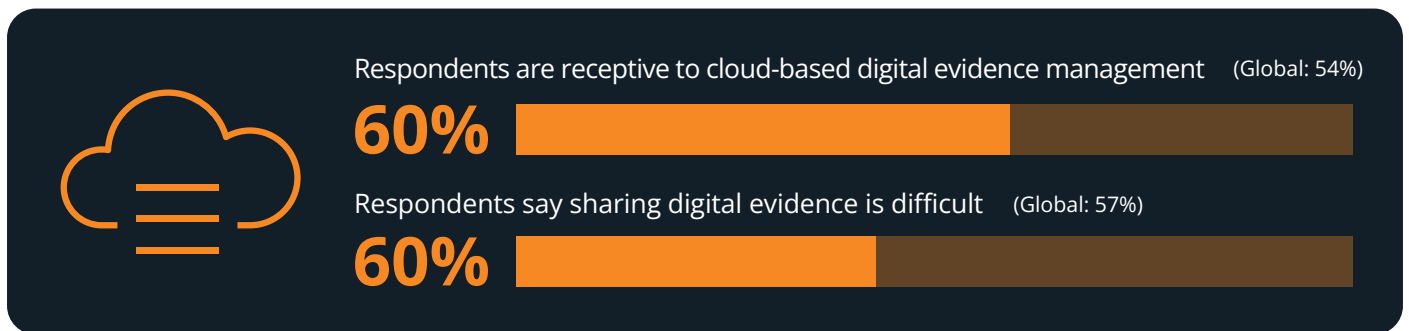 Respondents are receptive to cloud-based digital evidence management (Global: 54%)
60%
Respondents say sharing digital evidence is difficult (Global: 57%)
60%